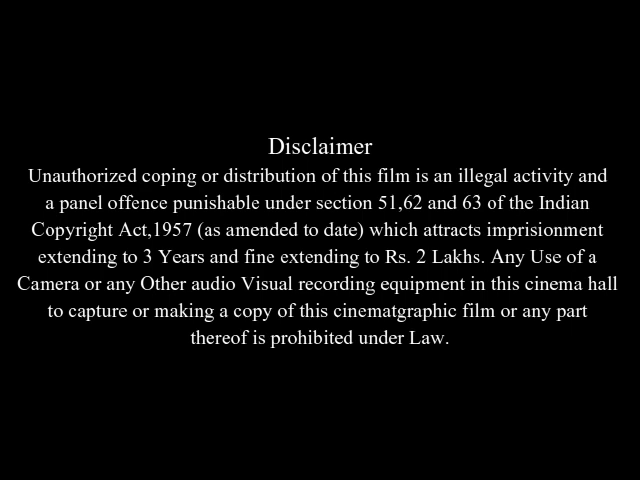 Disclaimer
Unauthorized coping or distribution of this film is an illegal activity and
a panel offence punishable under section 51,62 and 63 of the Indian
Copyright Act,1957 (as amended to date) which attracts imprisionment
extending to 3 Years and fine extending to Rs. 2 Lakhs. Any Use of a
Camera or any Other audio Visual recording equipment in this cinema hall
to capture or making a copy of this cinematgraphic film or any part
thereof is prohibited under Law.